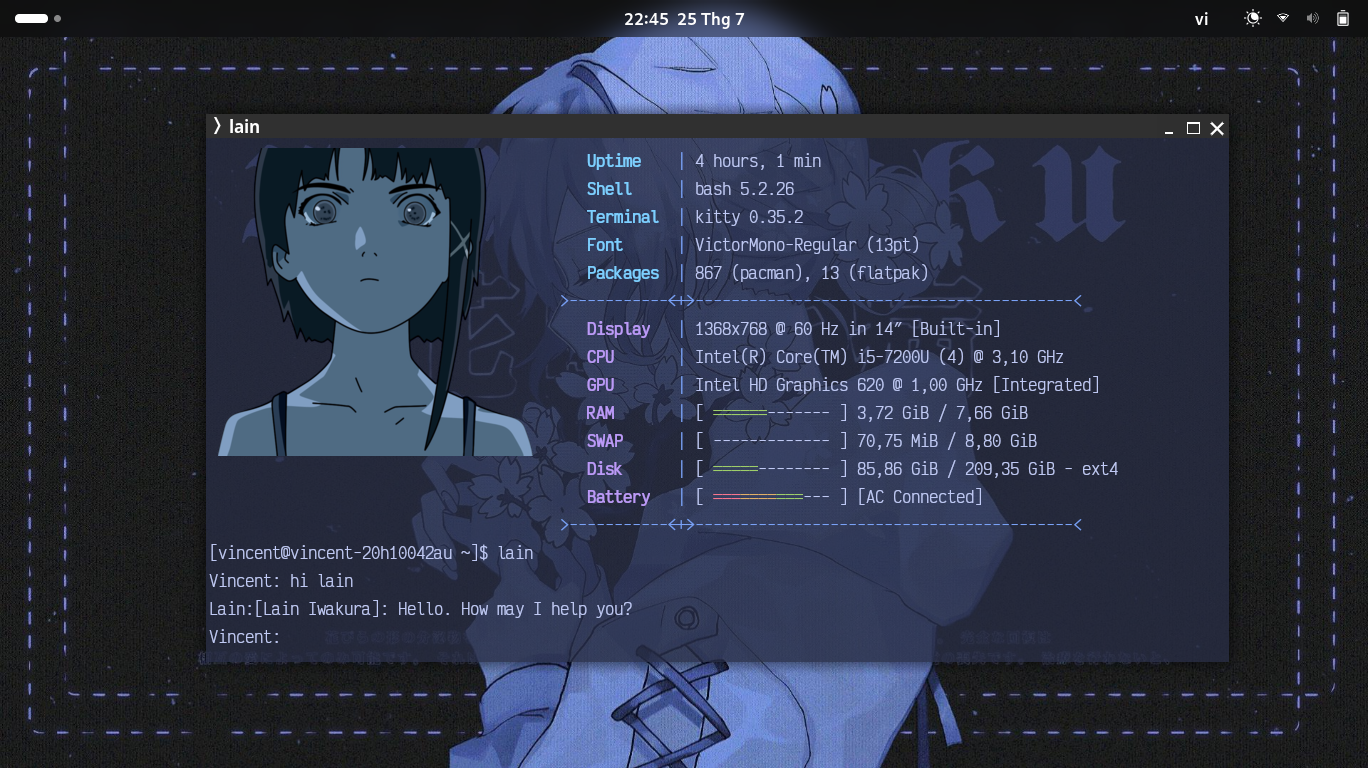 22:45 25 Thg 7
vi
❯ lain
ku
Uptime | 4 hours, 1 min
Shell | bash 5.2.26
Terminal | kitty 0.35.2
Font | VictorMono-Regular (13pt)
Packages | 867 (pacman), 13 (flatpak)
>-----------<+>------------------------------------------<
Display | 1368x768 @ 60 Hz in 14″ [Built-in]
CPU | Intel(R) Core(TM) i5-7200U (4) @ 3,10 GHz
GPU | Intel HD Graphics 620 @ 1,00 GHz [Integrated]
RAM | [ ======------- ] 3,72 GiB / 7,66 GiB
SWAP | [ ------------- ] 70,75 MiB / 8,80 GiB
Disk | [ =====-------- ] 85,86 GiB / 209,35 GiB - ext4
Battery | [ ==========--- ] [AC Connected]
>-----------<+>------------------------------------------<
[vincent@vincent-20h10042au ~]$ lain
Vincent: hi lain
Lain:[Lain Iwakura]: Hello. How may I help you?
Vincent: